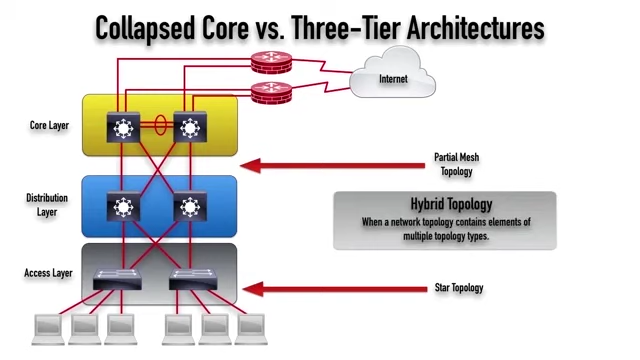 Collapsed Core vs. Three-Tier Architectures
Internet
Core Layer
Partial Mesh
Topology
Distribution
Layer
Hybrid Topology
When a network topology contains elements of
multiple topology types.
Access Layer
Star Topology